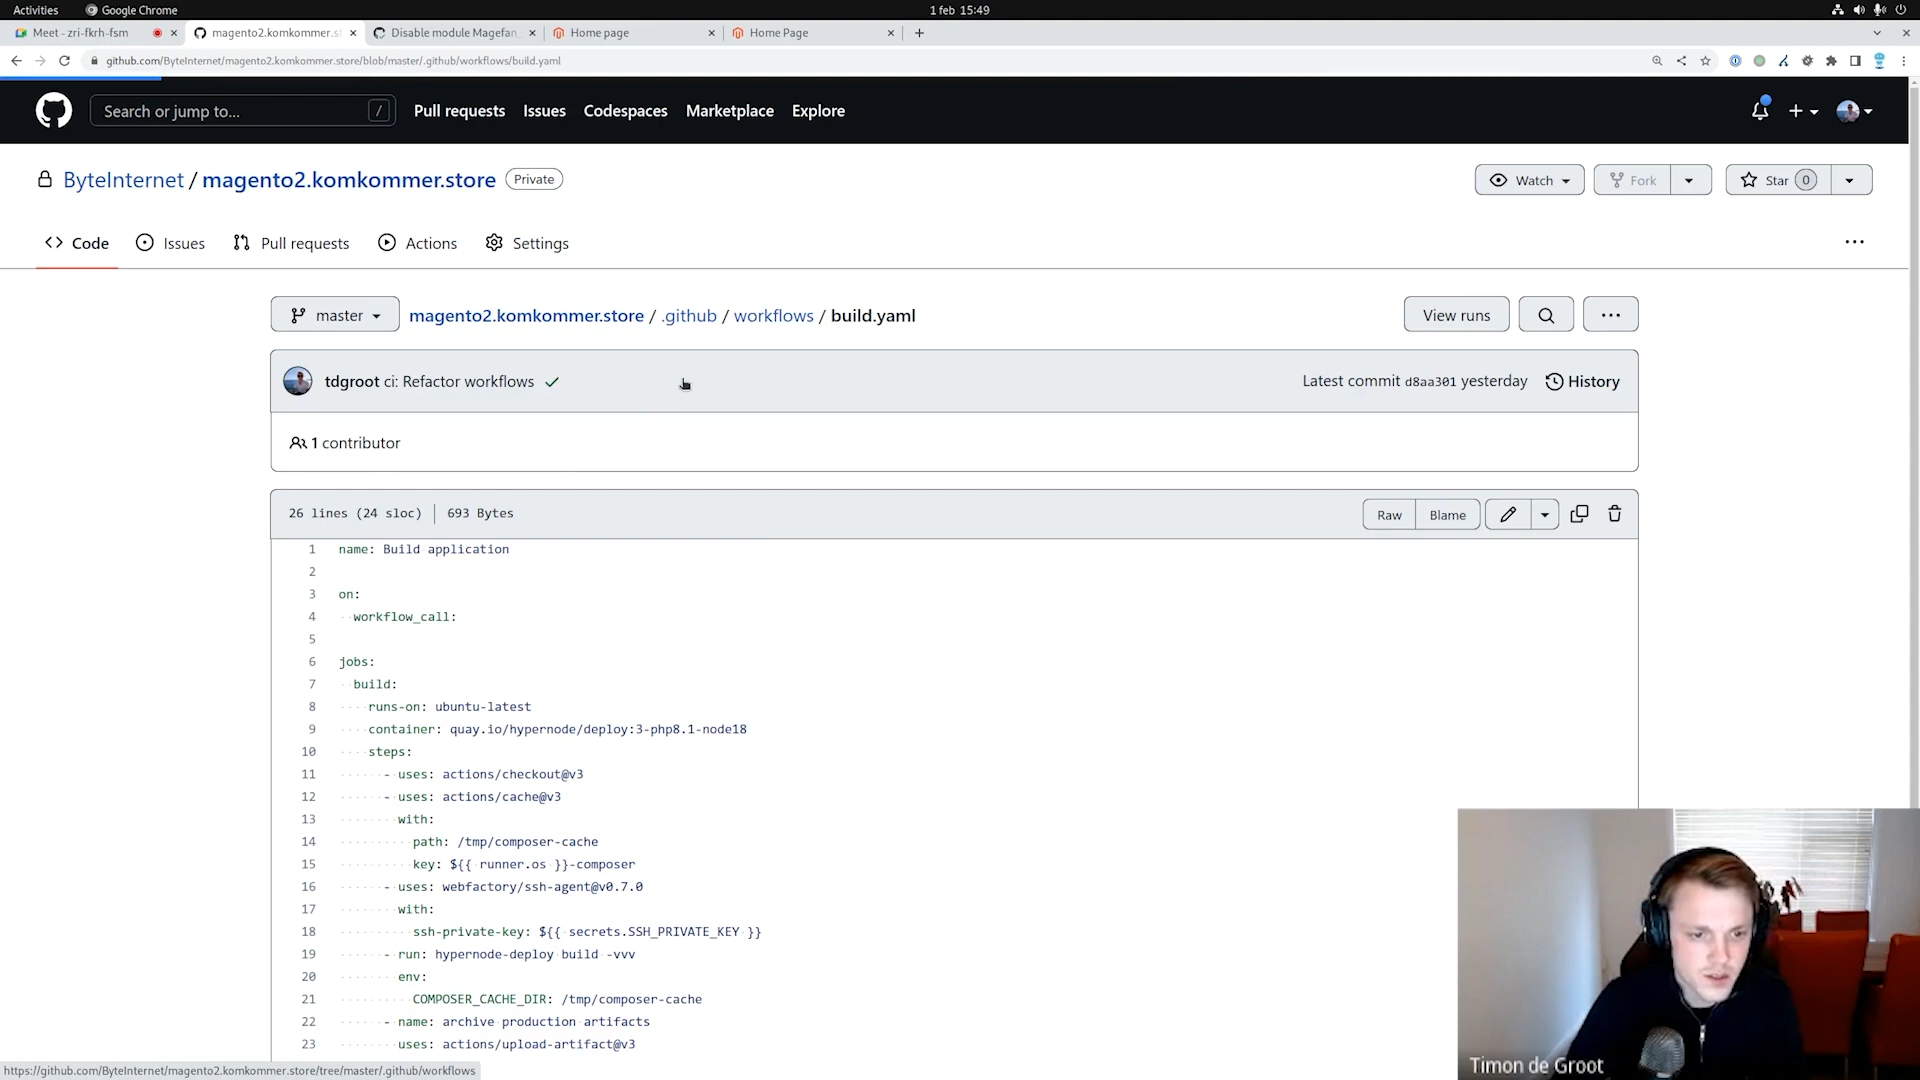 Activities
Google Chrome
1 feb 15:49
Meet - zri-fkrh-fsm
magento2.komkommer.st
Disable module Magefan_
Home page
Home Page
github.com/ByteInternet/magento2.komkommer.store/blob/master/.github/workflows/build.yaml
Search or jump to...
/
Pull requests
Issues
Codespaces
Marketplace
Explore
ByteInternet / magento2.komkommer.store
Private
Watch
Fork
Star 0
Code
Issues
Pull requests
Actions
Settings
master
magento2.komkommer.store / .github / workflows / build.yaml
View runs
tdgroot ci: Refactor workflows
Latest commit d8aa301 yesterday
History
1 contributor
26 lines (24 sloc)
693 Bytes
Raw
Blame
1 name: Build application
2
3 on:
4 workflow_call:
5
6 jobs:
7 build:
8 runs-on: ubuntu-latest
9 container: quay.io/hypernode/deploy:3-php8.1-node18
10 steps:
11 - uses: actions/checkout@v3
12 - uses: actions/cache@v3
13 with:
14 path: /tmp/composer-cache
15 key: ${{ runner.os }}-composer
16 - uses: webfactory/ssh-agent@v0.7.0
17 with:
18 ssh-private-key: ${{ secrets.SSH_PRIVATE_KEY }}
19 - run: hypernode-deploy build -vvv
20 env:
21 COMPOSER_CACHE_DIR: /tmp/composer-cache
22 - name: archive production artifacts
23 uses: actions/upload-artifact@v3
https://github.com/ByteInternet/magento2.komkommer.store/tree/master/.github/workflows
Timon de Groot